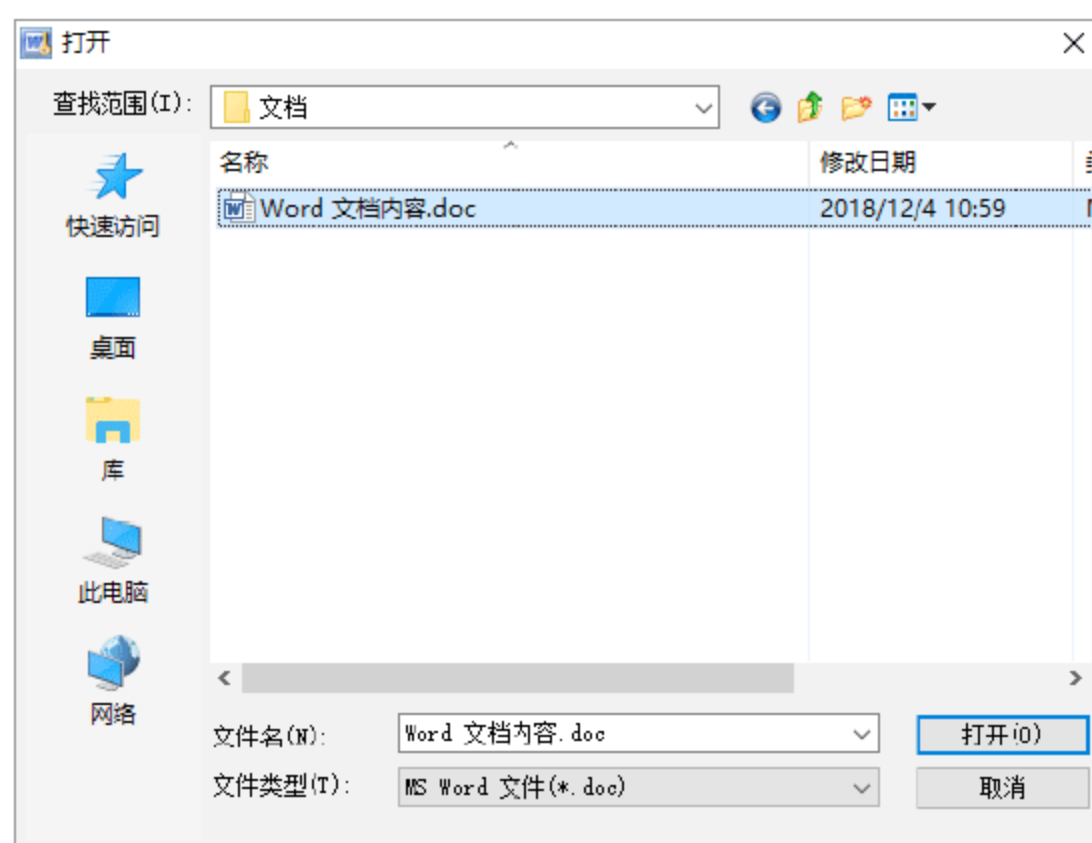 打开
查找范围(I):
文档
名称
修改日期
Word 文档内容.doc
2018/12/4 10:59
快速访问
桌面
库
此电脑
网络
文件名(N):
Word 文档内容.doc
打开(O)
文件类型(T):
MS Word 文件(*.doc)
取消